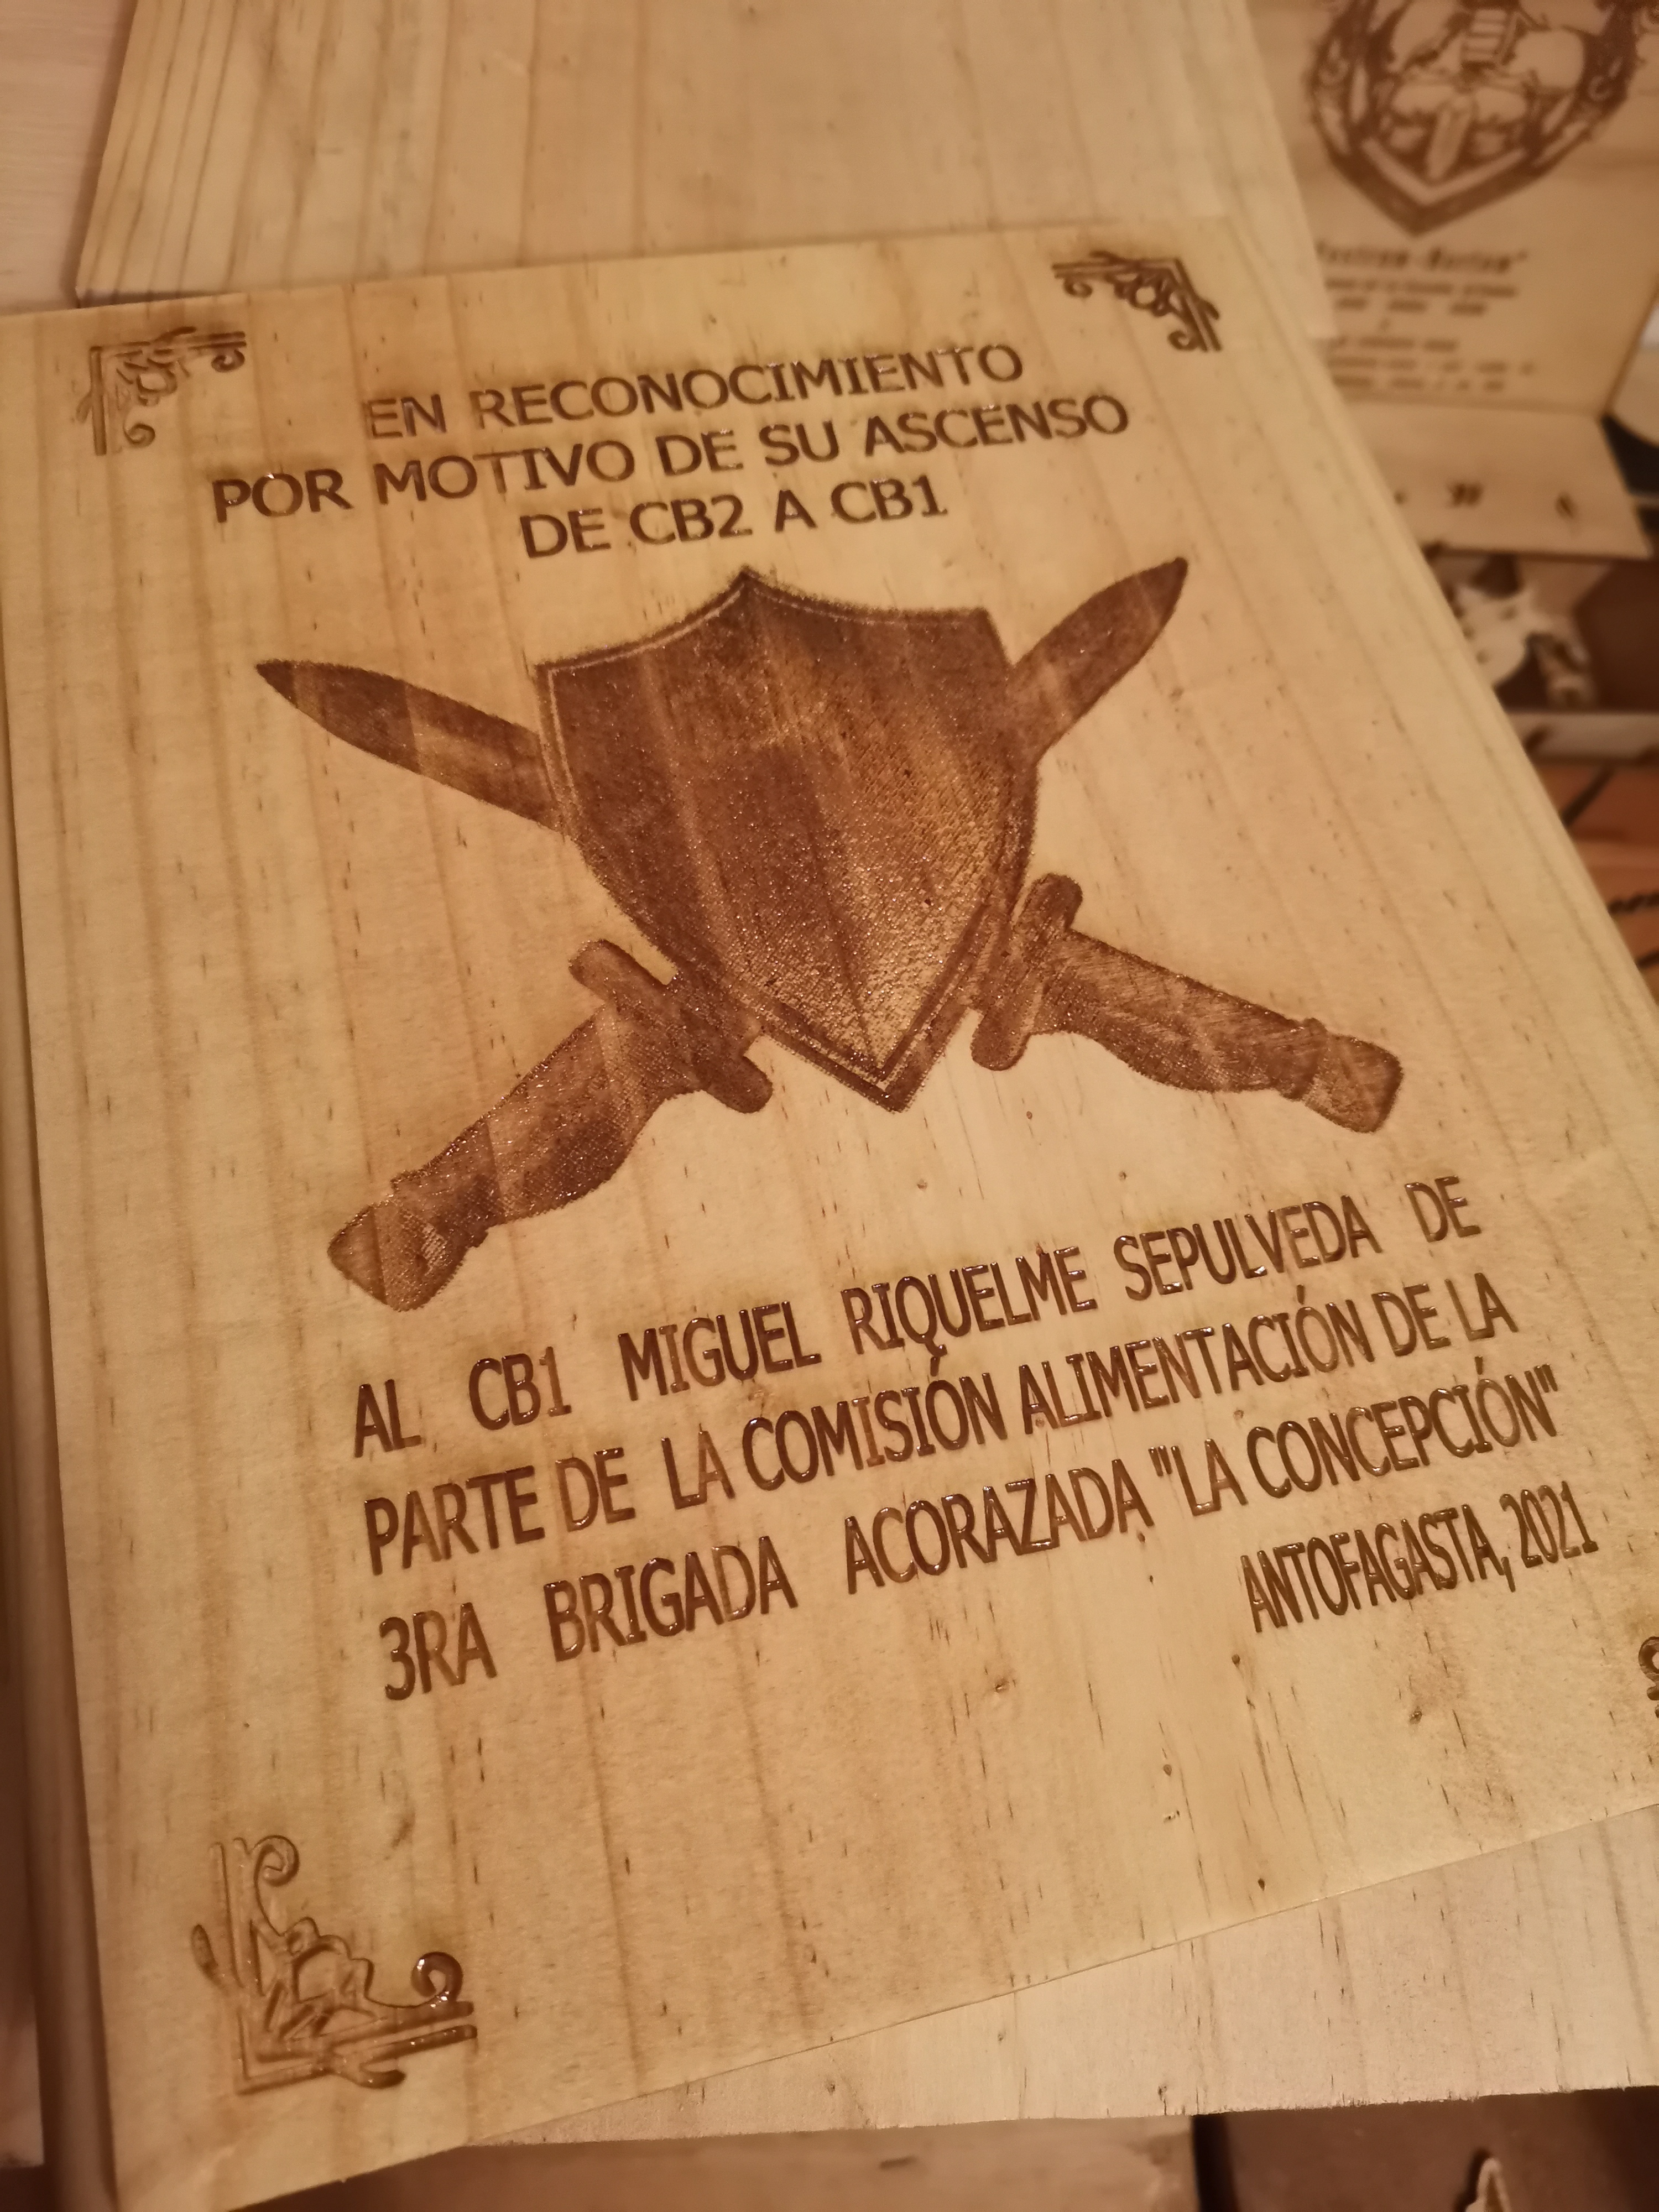 EN RECONOCIMIENTO
POR MOTIVO DE SU ASCENSO
DE CB2 A CB1
AL CB1 MIGUEL RIQUELME SEPULVEDA DE
PARTE DE LA COMISIÓN ALIMENTACIÓN DE LA
3RA BRIGADA ACORAZADA "LA CONCEPCIÓN"
ANTOFAGASTA, 2021